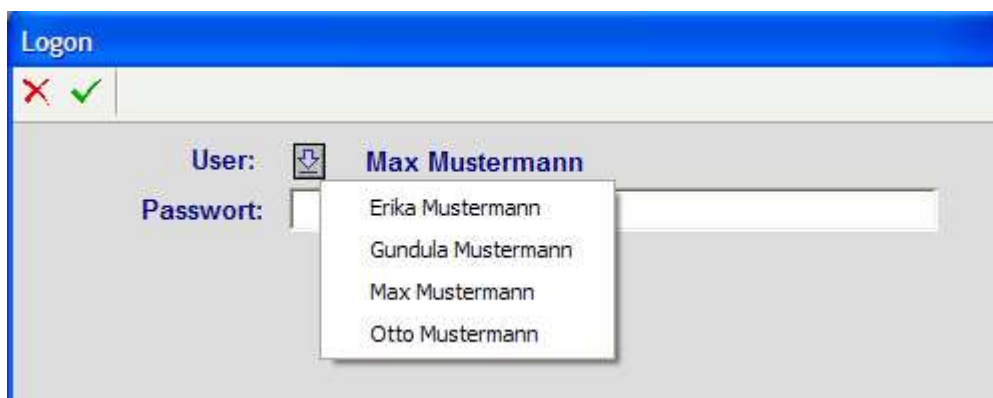 Logon
User: Max Mustermann
Passwort:
Erika Mustermann
Gundula Mustermann
Max Mustermann
Otto Mustermann